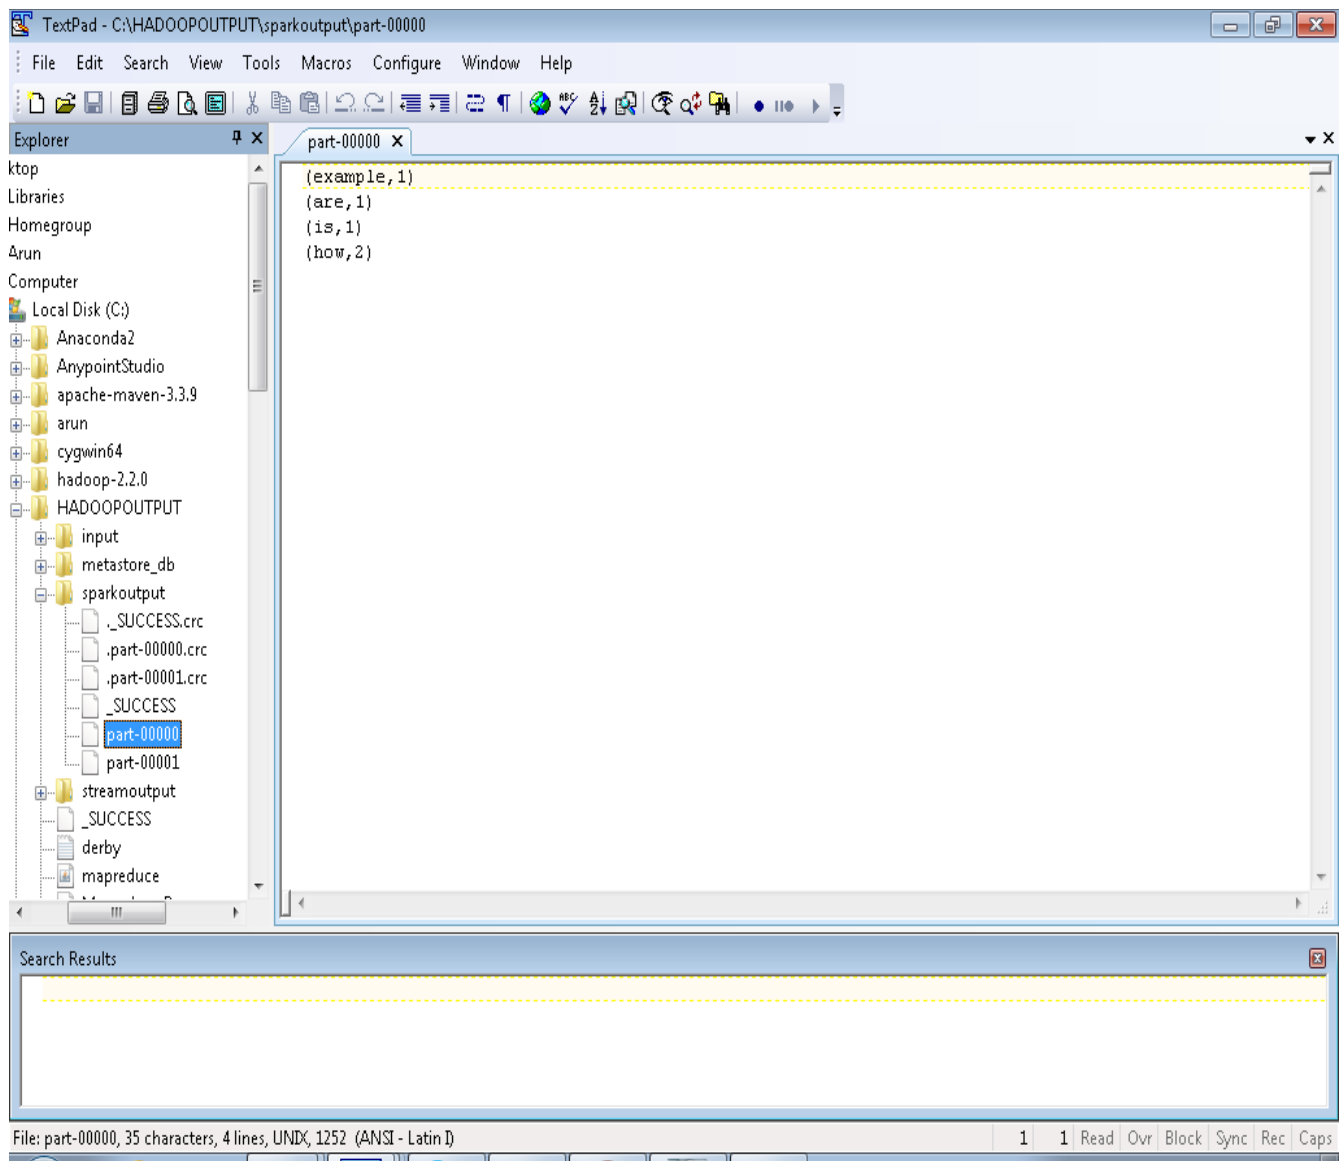 TextPad - C:\HADOOPOUTPUT\sparkoutput\part-00000
File Edit Search View Tools Macros Configure Window Help
Explorer
part-00000
ktop
Libraries
Homegroup
Arun
Computer
Local Disk (C:)
Anaconda2
AnypointStudio
apache-maven-3.3.9
arun
cygwin64
hadoop-2.2.0
HADOOPOUTPUT
input
metastore_db
sparkoutput
._SUCCESS.crc
.part-00000.crc
.part-00001.crc
_SUCCESS
part-00000
part-00001
streamoutput
_SUCCESS
derby
mapreduce
(example,1)
(are,1)
(is,1)
(how,2)
Search Results
File: part-00000, 35 characters, 4 lines, UNIX, 1252 (ANSI - Latin I)
1 1 Read Ovr Block Sync Rec Caps